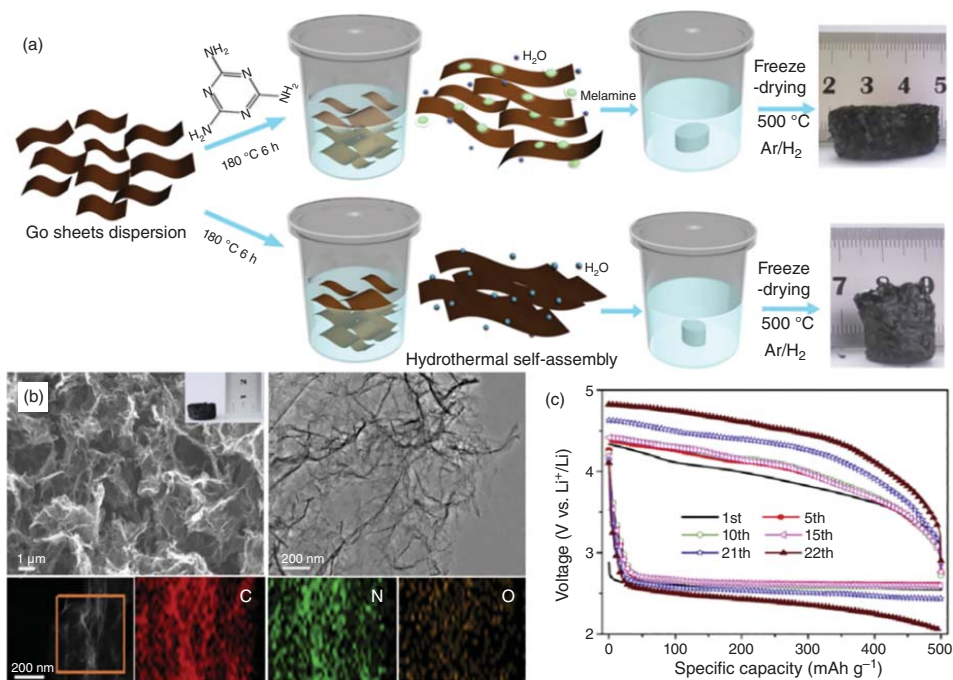 (a)
NH₂
N
N
N
NH₂
H₂N
180 °C 6 h
Go sheets dispersion
180 °C 6 h
H₂O
Melamine
Freeze
-drying
500 °C
Ar/H₂
2 3 4 5
H₂O
Hydrothermal self-assembly
Freeze
-drying
500 °C
Ar/H₂
7 8 9
(b)
1 μm
200 nm
200 nm
C
N
O
(c)
Voltage (V vs. Li⁺/Li)
5
4
3
2
1st
5th
10th
15th
21th
22th
0 100 200 300 400 500
Specific capacity (mAh g⁻¹)